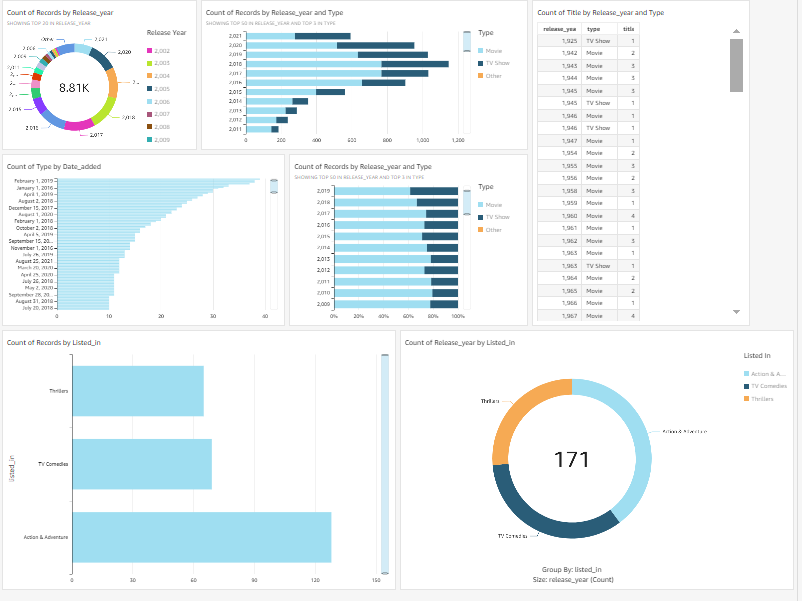 Count of Records by Release_year
SHOWING TOP 20 IN RELEASE_YEAR
2,021
2,020
2,018
2,017
2,016
2,015
2,006
8.81K
Release Year
2,002
2,003
2,004
2,005
2,006
2,007
2,008
2,009
Count of Records by Release_year and Type
SHOWING TOP 50 IN RELEASE_YEAR AND TOP 3 IN TYPE
2,021
2,020
2,019
2,018
2,017
2,016
2,015
2,014
2,013
2,012
2,011
0 200 400 600 800 1,000 1,200
Type
Movie
TV Show
Other
Count of Title by Release_year and Type
release_yea type title
1,925 TV Show 1
1,942 Movie 2
1,943 Movie 3
1,944 Movie 3
1,945 Movie 3
1,945 TV Show 1
1,946 Movie 1
1,946 TV Show 1
1,947 Movie 1
1,954 Movie 2
1,955 Movie 3
1,956 Movie 2
1,958 Movie 3
1,959 Movie 1
1,960 Movie 4
1,961 Movie 1
1,962 Movie 3
1,963 Movie 1
1,963 TV Show 1
1,964 Movie 2
1,965 Movie 2
1,966 Movie 1
1,967 Movie 4
Count of Type by Date_added
February 1, 2019
January 1, 2016
April 1, 2019
August 2, 2018
December 15, 2017
August 1, 2020
February 1, 2018
October 2, 2018
April 5, 2019
September 15, 20...
November 1, 2016
July 26, 2019
August 25, 2021
March 20, 2020
April 25, 2020
July 26, 2018
May 2, 2020
September 28, 20...
August 31, 2018
July 20, 2018
0 10 20 30 40
Count of Records by Release_year and Type
SHOWING TOP 50 IN RELEASE_YEAR AND TOP 3 IN TYPE
2,019
2,018
2,017
2,016
2,015
2,014
2,013
2,012
2,011
2,010
2,009
0% 20% 40% 60% 80% 100%
Type
Movie
TV Show
Other
Count of Records by Listed_in
listed_in
Thrillers
TV Comedies
Action & Adventure
0 30 60 90 120 150
Count of Release_year by Listed_in
Thrillers
Action & Adventure
TV Comedies
171
Group By: listed_in
Size: release_year (Count)
Listed In
Action & A...
TV Comedies
Thrillers